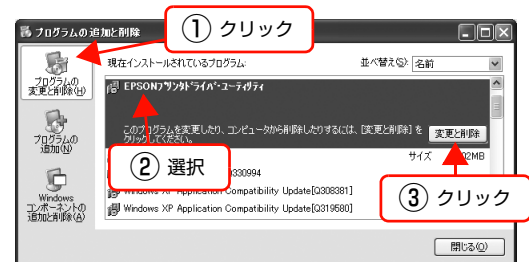 プログラムの追加と削除
① クリック
現在インストールされているプログラム:
並べ替え(S): 名前
プログラムの
変更と削除(H)
EPSONプリンタドライバ・ユーティリティ
このプログラムを変更したり、コンピュータから削除したりするには、[変更と削除] を
クリックしてください。
変更と削除
プログラムの
追加(N)
サイズ
02MB
② 選択
330994
③ クリック
Windows XP Application Compatibility Update[Q308381]
Windows
コンポーネントの
追加と削除(A)
Windows XP Application Compatibility Update[Q319580]
閉じる(O)